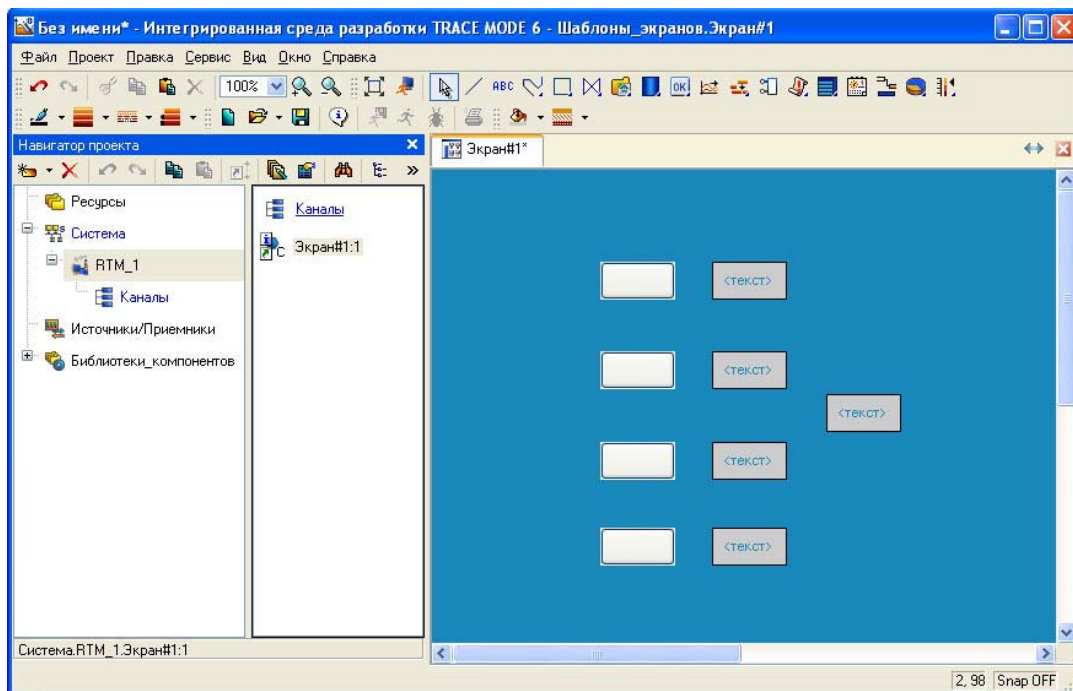 Без имени* - Интегрированная среда разработки TRACE MODE 6 - Шаблоны_экранов.Экран#1
Файл Проект Правка Сервис Вид Окно Справка
100%
ABC
OK
Навигатор проекта
Экран#1*
Ресурсы
Система
RTM_1
Каналы
Источники/Приемники
Библиотеки_компонентов
Каналы
Экран#1:1
<текст>
<текст>
<текст>
<текст>
<текст>
Система.RTM_1.Экран#1:1
2, 98 Snap OFF